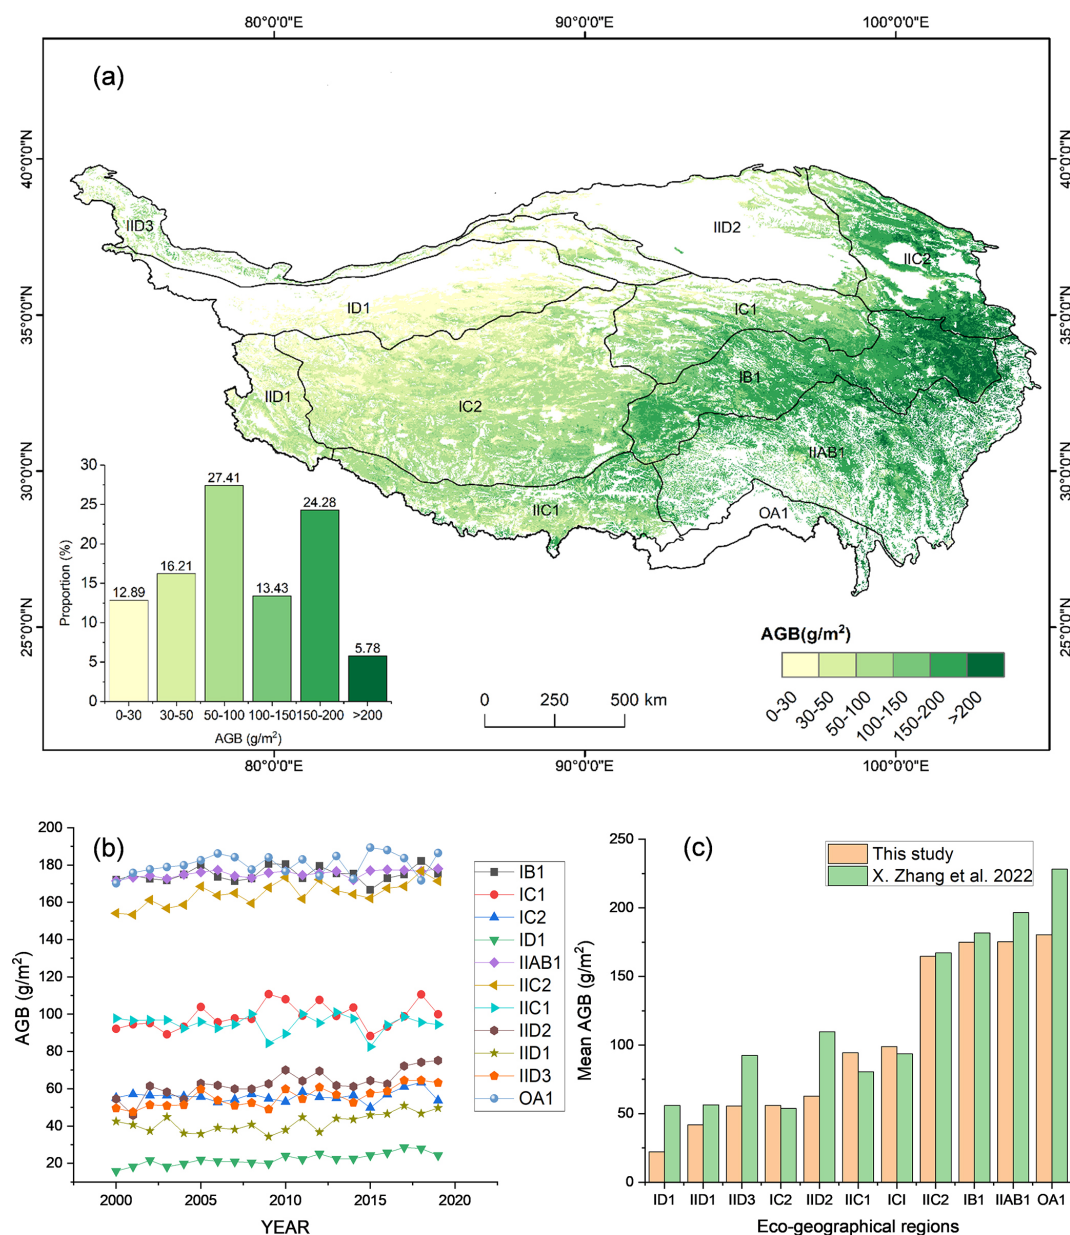 80°0'0"E 90°0'0"E 100°0'0"E
(a)
40°0'0"N 40°0'0"N
IID3
IID2
IIC2
ID1
IC1
35°0'0"N 35°0'0"N
IB1
IID1
IC2
IIAB1
30°0'0"N 30°0'0"N
IIC1
OA1
25°0'0"N 25°0'0"N
30
25
20
15
10
5
0
Proportion (%)
12.89
16.21
27.41
13.43
24.28
5.78
0-30 30-50 50-100 100-150 150-200 >200
AGB (g/m²)
0 250 500 km
AGB(g/m²)
0-30
30-50
50-100
100-150
150-200
>200
80°0'0"E 90°0'0"E 100°0'0"E
(b)
200
180
160
140
120
100
80
60
40
20
AGB (g/m²)
2000 2005 2010 2015 2020
YEAR
IB1
IC1
IC2
ID1
IIAB1
IIC2
IIC1
IID2
IID1
IID3
OA1
(c)
This study
X. Zhang et al. 2022
250
200
150
100
50
0
Mean AGB (g/m²)
ID1 IID1 IID3 IC2 IID2 IIC1 ICI IIC2 IB1 IIAB1 OA1
Eco-geographical regions